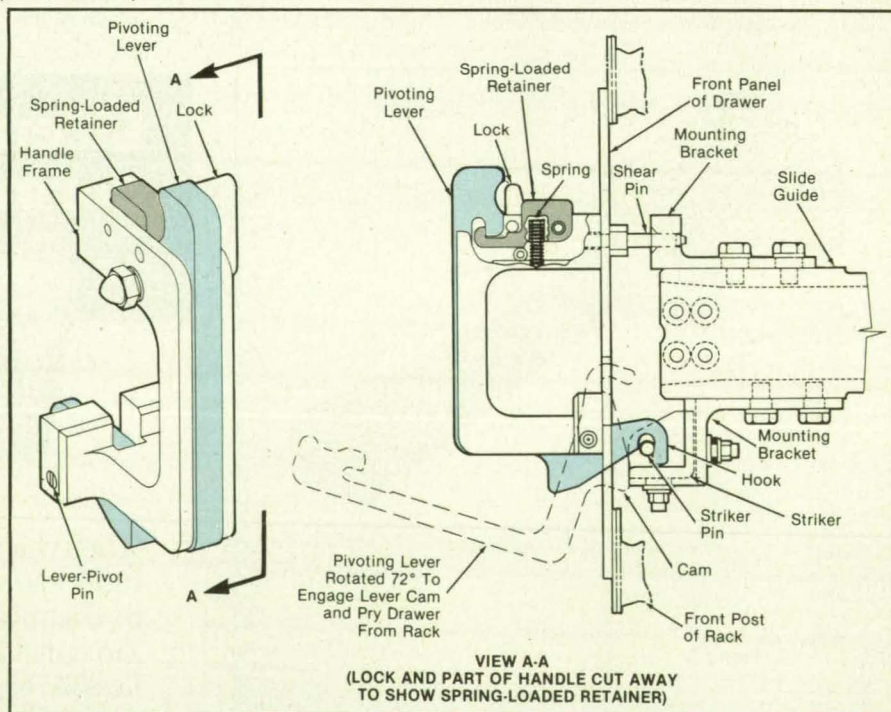 Pivoting
Lever
A
Spring-Loaded
Retainer
Lock
Handle
Frame
Lever-Pivot
Pin
A
Pivoting
Lever
Spring-Loaded
Retainer
Lock
Spring
Front Panel
of Drawer
Shear
Pin
Mounting
Bracket
Slide
Guide
Mounting
Bracket
Hook
Striker
Pin
Striker
Cam
Pivoting Lever
Rotated 72° To
Engage Lever Cam
and Pry Drawer
From Rack
Front Post
of Rack
VIEW A-A
(LOCK AND PART OF HANDLE CUT AWAY
TO SHOW SPRING-LOADED RETAINER)